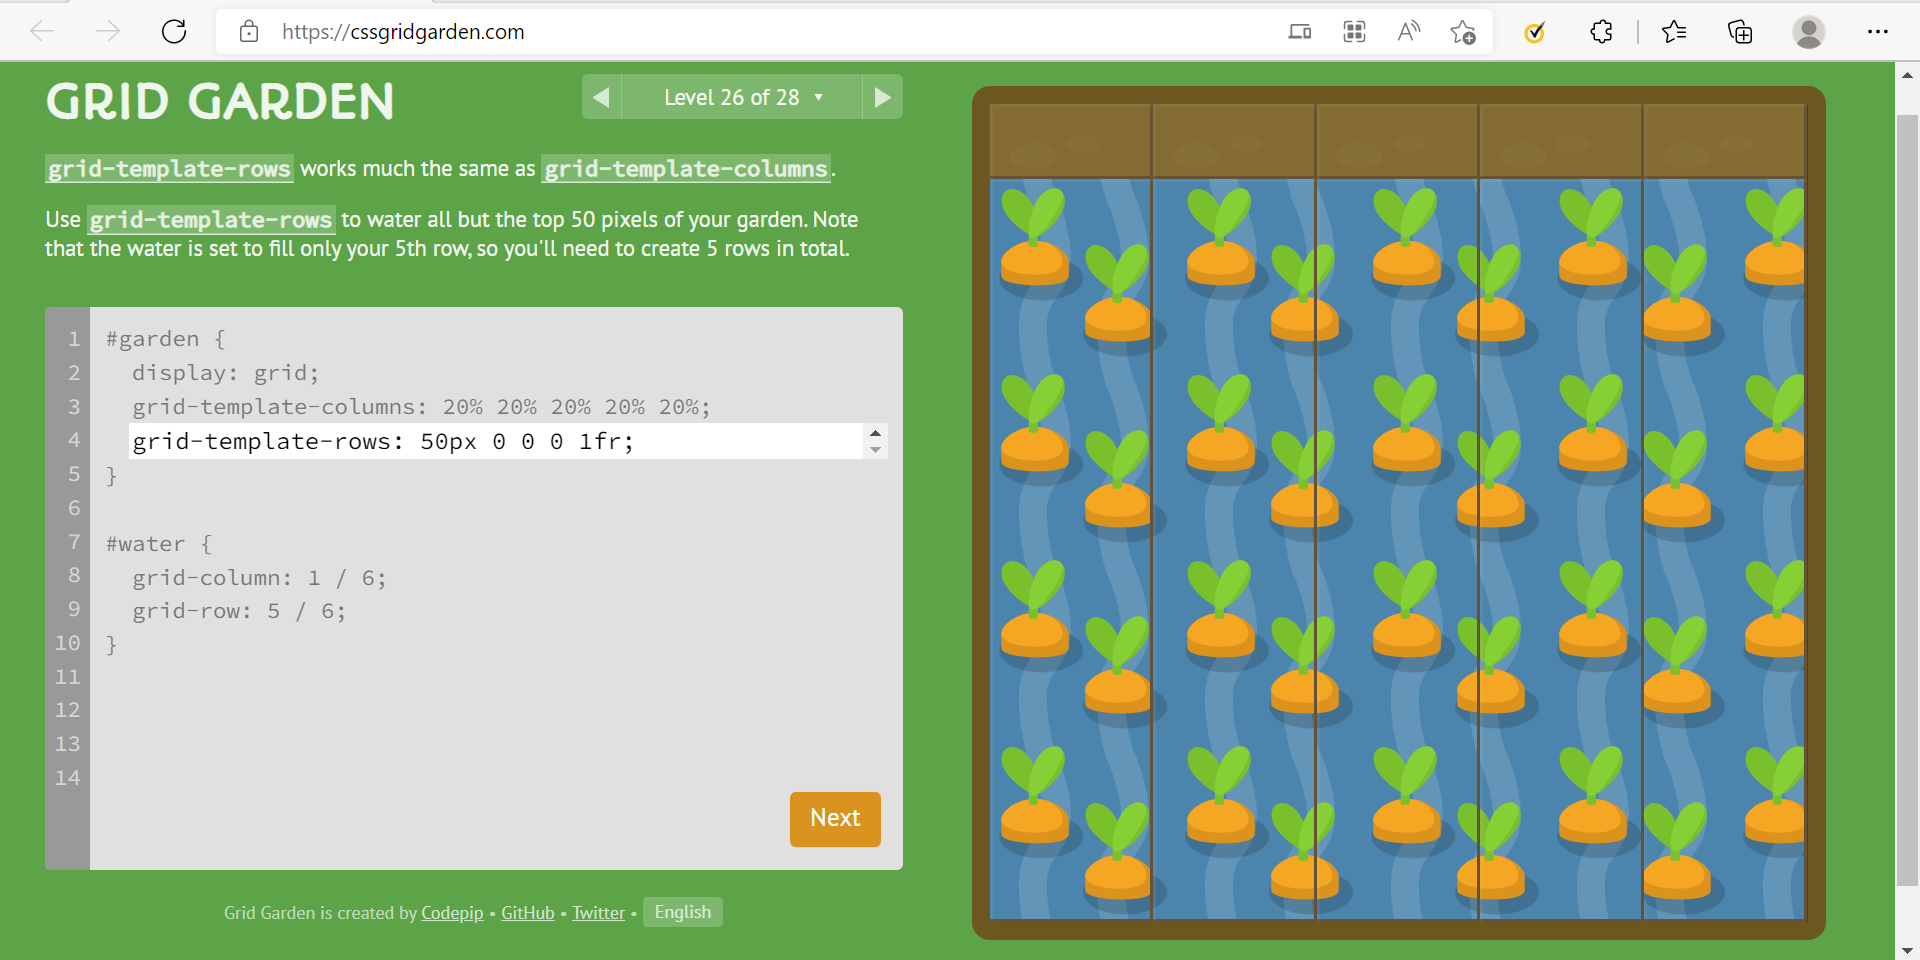 https://cssgridgarden.com
GRID GARDEN
Level 26 of 28
grid-template-rows works much the same as grid-template-columns.
Use grid-template-rows to water all but the top 50 pixels of your garden. Note
that the water is set to fill only your 5th row, so you'll need to create 5 rows in total.
1 #garden {
2 display: grid;
3 grid-template-columns: 20% 20% 20% 20% 20%;
4 grid-template-rows: 50px 0 0 0 1fr;
5 }
6
7 #water {
8 grid-column: 1 / 6;
9 grid-row: 5 / 6;
10 }
11
12
13
14
Next
Grid Garden is created by Codepip • GitHub • Twitter • English